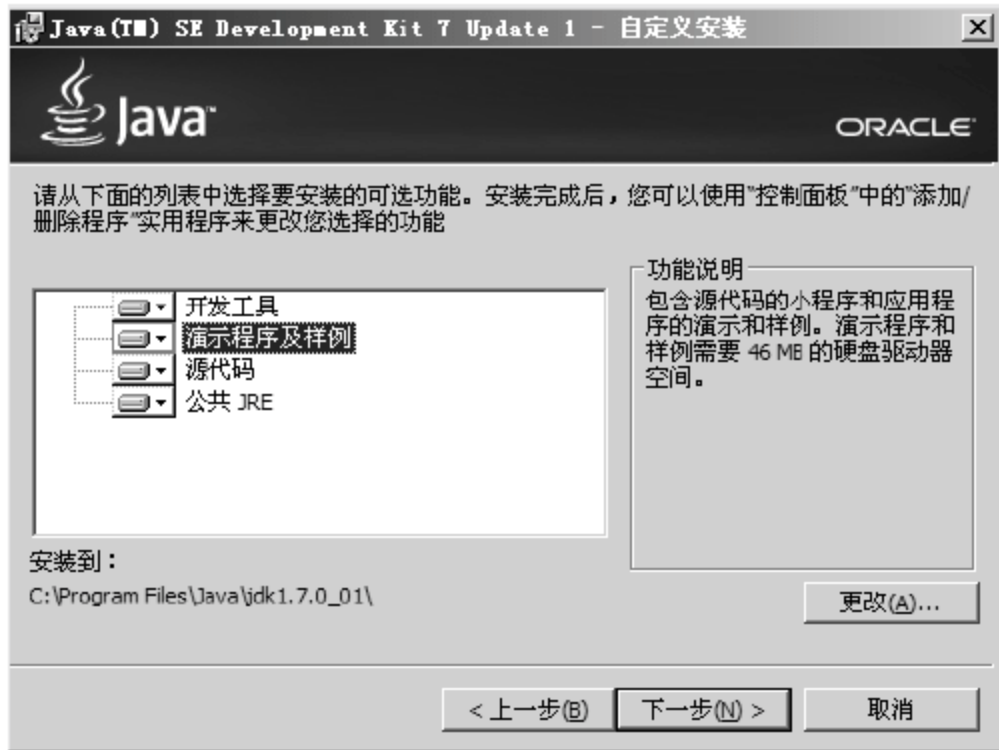 Java(TM) SE Development Kit 7 Update 1 - 自定义安装
Java™
ORACLE
请从下面的列表中选择要安装的可选功能。安装完成后，您可以使用"控制面板"中的"添加/
删除程序"实用程序来更改您选择的功能
开发工具
演示程序及样例
源代码
公共 JRE
功能说明
包含源代码的小程序和应用程
序的演示和样例。演示程序和
样例需要 46 MB 的硬盘驱动器
空间。
安装到：
C:\Program Files\Java\jdk1.7.0_01\
更改(A)...
< 上一步(B)
下一步(N) >
取消